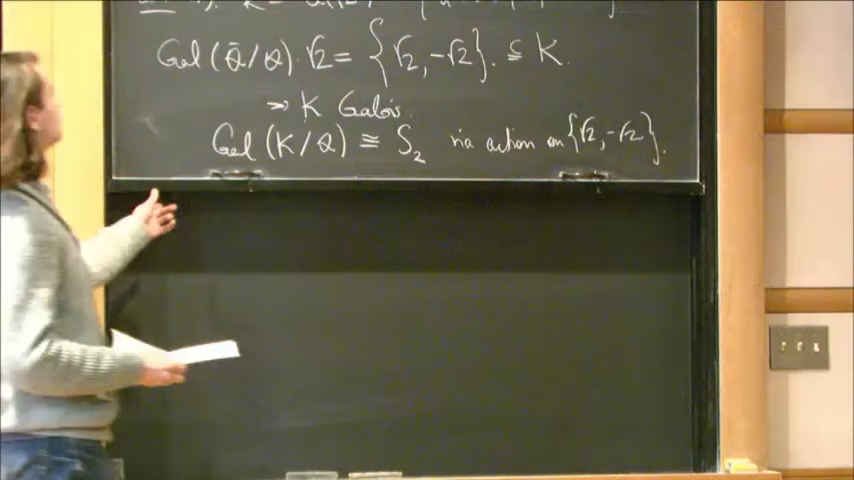 Gal(Q̄/Q)·√2 = {√2, -√2}. ⊆ K.
⇒ K Galois.
Gal(K/Q) ≅ S₂ via action on {√2, -√2}.